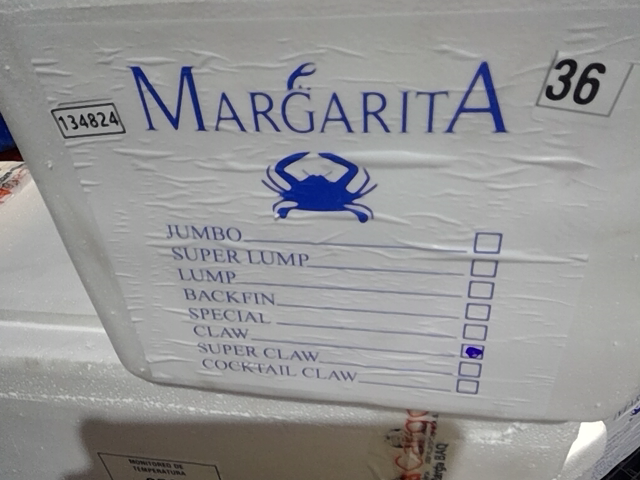 MARGARITA
134824
36
JUMBO
SUPER LUMP
LUMP
BACKFIN
SPECIAL
CLAW
SUPER CLAW
COCKTAIL CLAW
MONITOREO DE
TEMPERATURA